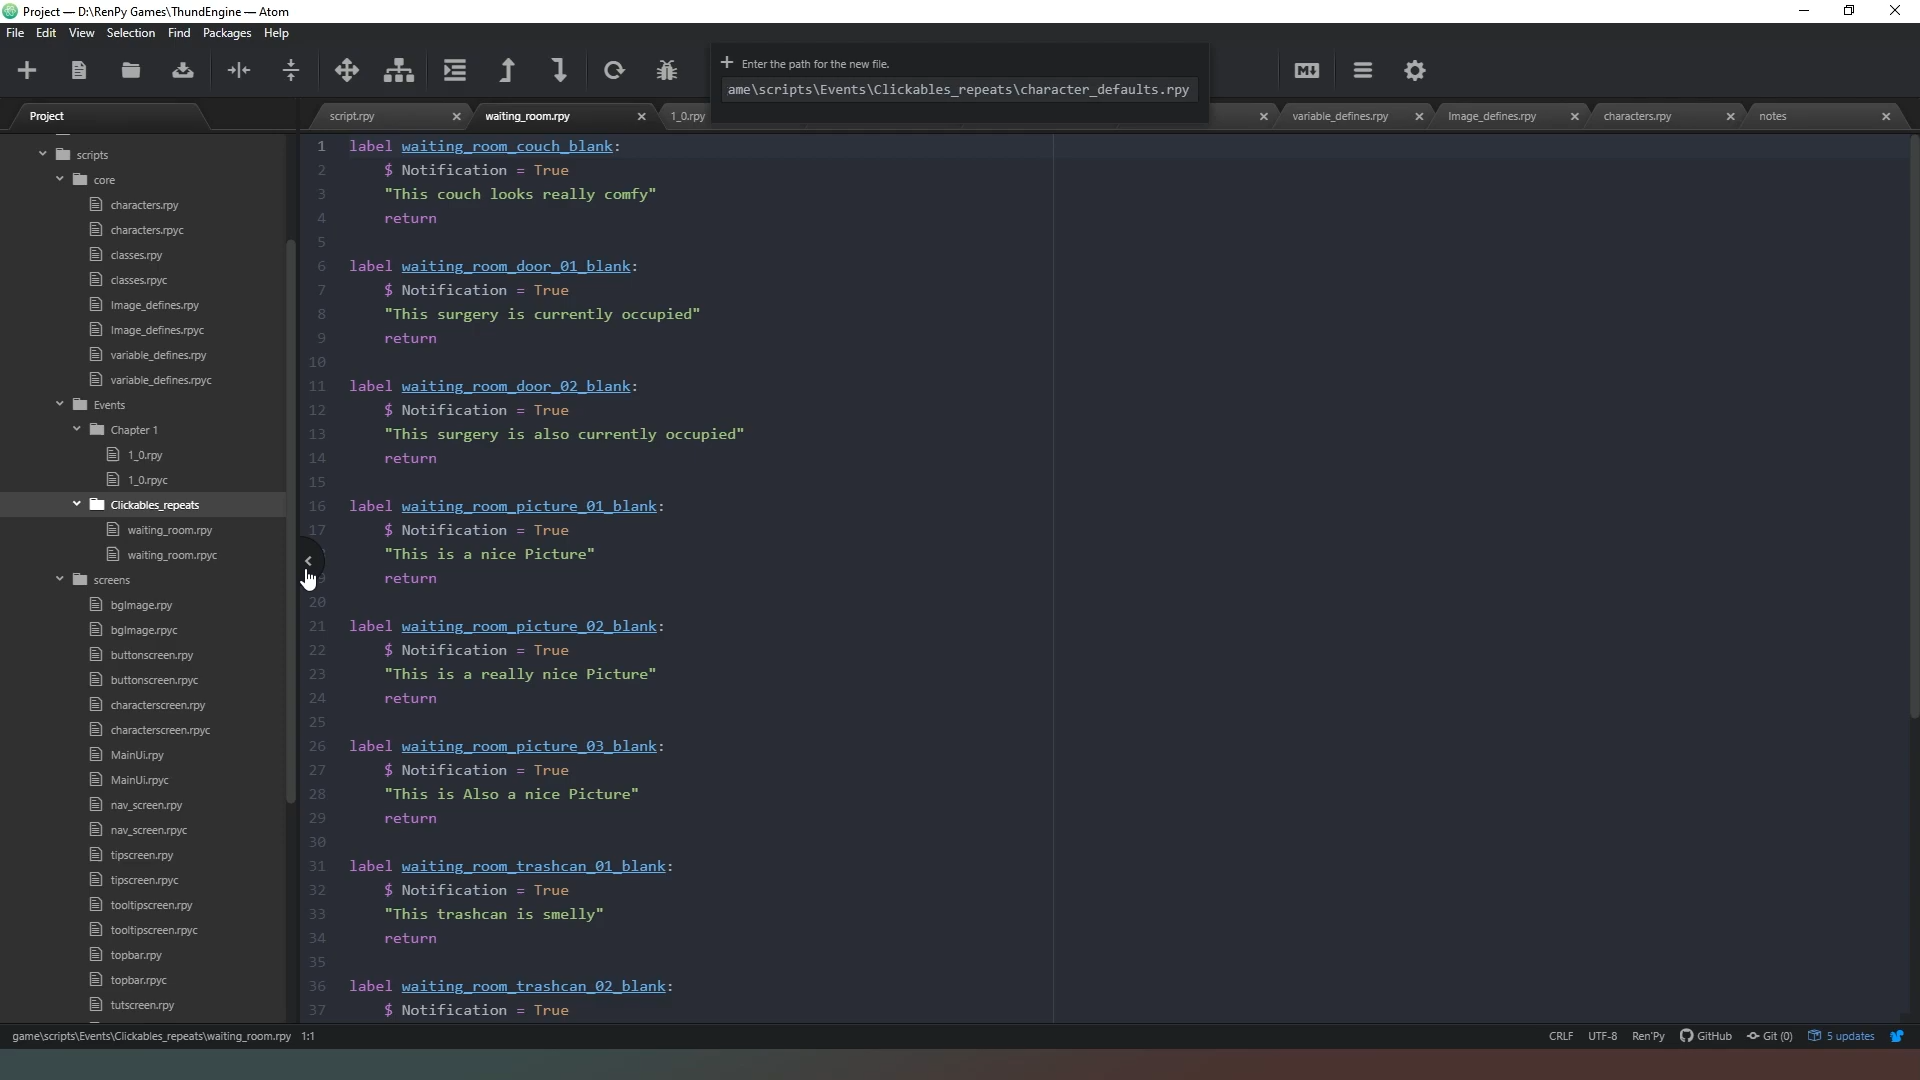 Project — D:\RenPy Games\ThundEngine — Atom
File Edit View Selection Find Packages Help
Enter the path for the new file.
ame\scripts\Events\Clickables_repeats\character_defaults.rpy
Project
script.rpy
waiting_room.rpy
1_0.rpy
variable_defines.rpy
Image_defines.rpy
characters.rpy
notes
scripts
core
characters.rpy
characters.rpyc
classes.rpy
classes.rpyc
Image_defines.rpy
Image_defines.rpyc
variable_defines.rpy
variable_defines.rpyc
Events
Chapter 1
1_0.rpy
1_0.rpyc
Clickables_repeats
waiting_room.rpy
waiting_room.rpyc
screens
bgImage.rpy
bgImage.rpyc
buttonscreen.rpy
buttonscreen.rpyc
characterscreen.rpy
characterscreen.rpyc
MainUi.rpy
MainUi.rpyc
nav_screen.rpy
nav_screen.rpyc
tipscreen.rpy
tipscreen.rpyc
tooltipscreen.rpy
tooltipscreen.rpyc
topbar.rpy
topbar.rpyc
tutscreen.rpy
1 label waiting_room_couch_blank:
2 $ Notification = True
3 "This couch looks really comfy"
4 return
5
6 label waiting_room_door_01_blank:
7 $ Notification = True
8 "This surgery is currently occupied"
9 return
10
11 label waiting_room_door_02_blank:
12 $ Notification = True
13 "This surgery is also currently occupied"
14 return
15
16 label waiting_room_picture_01_blank:
17 $ Notification = True
"This is a nice Picture"
return
20
21 label waiting_room_picture_02_blank:
22 $ Notification = True
23 "This is a really nice Picture"
24 return
25
26 label waiting_room_picture_03_blank:
27 $ Notification = True
28 "This is Also a nice Picture"
29 return
30
31 label waiting_room_trashcan_01_blank:
32 $ Notification = True
33 "This trashcan is smelly"
34 return
35
36 label waiting_room_trashcan_02_blank:
37 $ Notification = True
game\scripts\Events\Clickables_repeats\waiting_room.rpy 1:1
CRLF UTF-8 Ren'Py GitHub Git (0) 5 updates